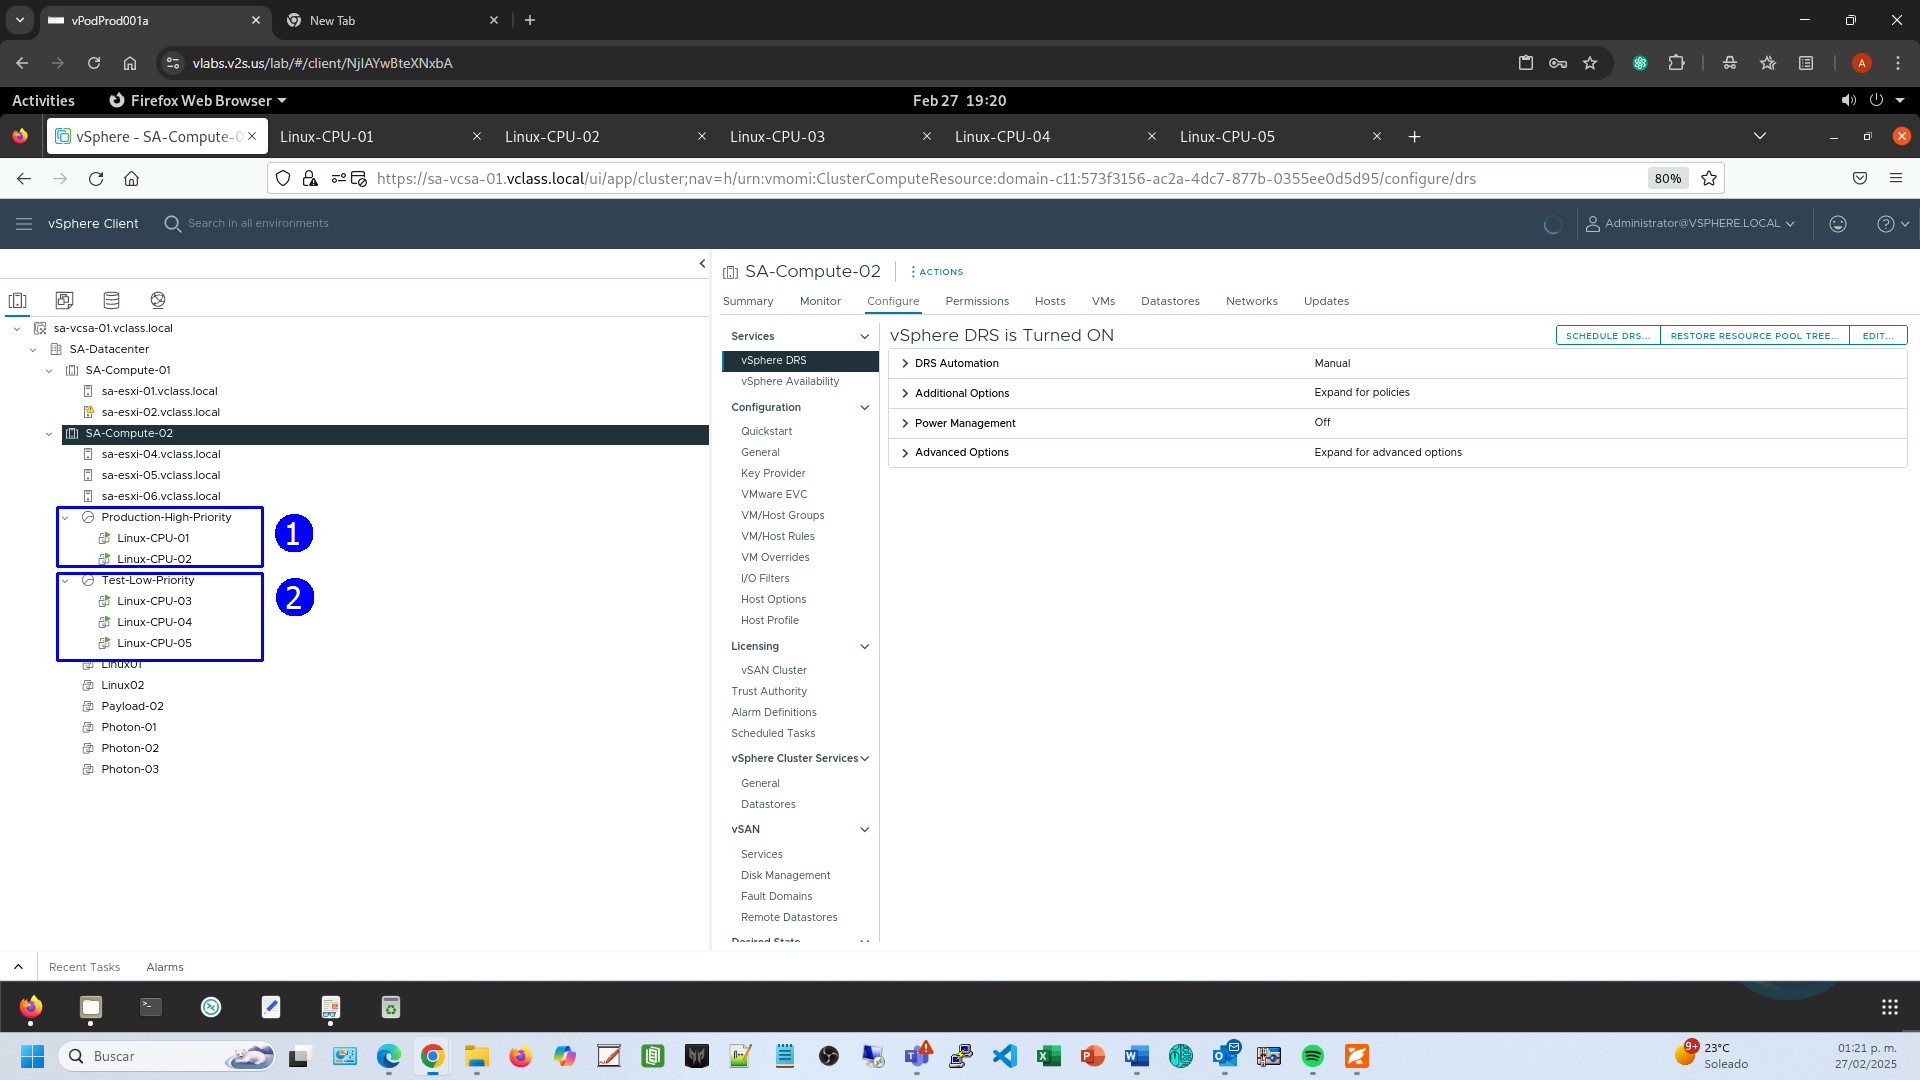 vPodProd001a
New Tab
vlabs.v2s.us/lab/#/client/NjlAYwBteXNxbA
A
Activities
Firefox Web Browser
Feb 27 19:20
vSphere - SA-Compute-0
Linux-CPU-01
Linux-CPU-02
Linux-CPU-03
Linux-CPU-04
Linux-CPU-05
https://sa-vcsa-01.vclass.local/ui/app/cluster;nav=h/urn:vmomi:ClusterComputeResource:domain-c11:573f3156-ac2a-4dc7-877b-0355ee0d5d95/configure/drs
80%
vSphere Client
Search in all environments
Administrator@VSPHERE.LOCAL
sa-vcsa-01.vclass.local
SA-Datacenter
SA-Compute-01
sa-esxi-01.vclass.local
sa-esxi-02.vclass.local
SA-Compute-02
sa-esxi-04.vclass.local
sa-esxi-05.vclass.local
sa-esxi-06.vclass.local
Production-High-Priority
Linux-CPU-01
Linux-CPU-02
1
Test-Low-Priority
Linux-CPU-03
Linux-CPU-04
Linux-CPU-05
2
Linux01
Linux02
Payload-02
Photon-01
Photon-02
Photon-03
SA-Compute-02
ACTIONS
Summary
Monitor
Configure
Permissions
Hosts
VMs
Datastores
Networks
Updates
Services
vSphere DRS
vSphere Availability
Configuration
Quickstart
General
Key Provider
VMware EVC
VM/Host Groups
VM/Host Rules
VM Overrides
I/O Filters
Host Options
Host Profile
Licensing
vSAN Cluster
Trust Authority
Alarm Definitions
Scheduled Tasks
vSphere Cluster Services
General
Datastores
vSAN
Services
Disk Management
Fault Domains
Remote Datastores
Desired State
vSphere DRS is Turned ON
SCHEDULE DRS...
RESTORE RESOURCE POOL TREE...
EDIT...
DRS Automation
Manual
Additional Options
Expand for policies
Power Management
Off
Advanced Options
Expand for advanced options
Recent Tasks
Alarms
Buscar
9+
23°C
Soleado
01:21 p. m.
27/02/2025